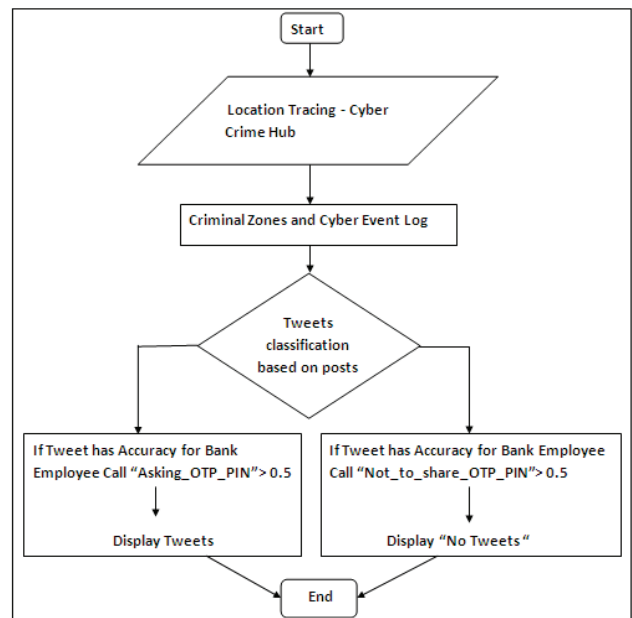 Start
Location Tracing - Cyber
Crime Hub
Criminal Zones and Cyber Event Log
Tweets
classification
based on posts
If Tweet has Accuracy for Bank
Employee Call “Asking_OTP_PIN”> 0.5
Display Tweets
If Tweet has Accuracy for Bank Employee
Call “Not_to_share_OTP_PIN”> 0.5
Display “No Tweets “
End